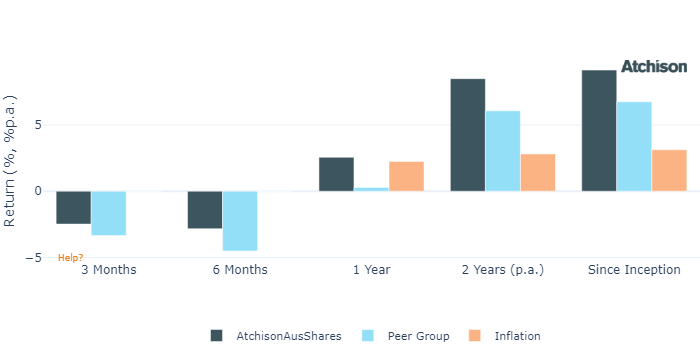 Atchison
Return (%, %p.a.)
5
0
−5
Help?
3 Months
6 Months
1 Year
2 Years (p.a.)
Since Inception
AtchisonAusShares
Peer Group
Inflation